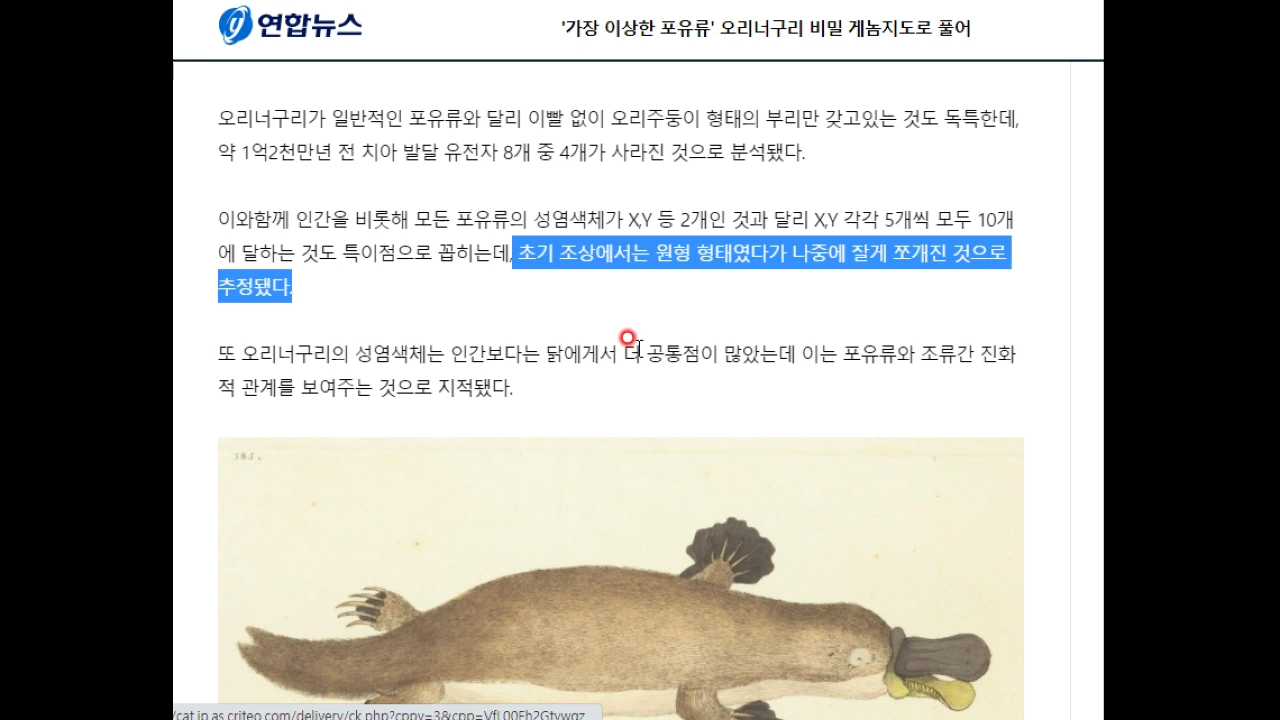 연합뉴스
'가장 이상한 포유류' 오리너구리 비밀 게놈지도로 풀어
오리너구리가 일반적인 포유류와 달리 이빨 없이 오리주둥이 형태의 부리만 갖고있는 것도 독특한데,
약 1억2천만년 전 치아 발달 유전자 8개 중 4개가 사라진 것으로 분석됐다.
이와함께 인간을 비롯해 모든 포유류의 성염색체가 X,Y 등 2개인 것과 달리 X,Y 각각 5개씩 모두 10개
에 달하는 것도 특이점으로 꼽히는데, 초기 조상에서는 원형 형태였다가 나중에 잘게 쪼개진 것으로
추정됐다.
또 오리너구리의 성염색체는 인간보다는 닭에게서 더 공통점이 많았는데 이는 포유류와 조류간 진화
적 관계를 보여주는 것으로 지적됐다.